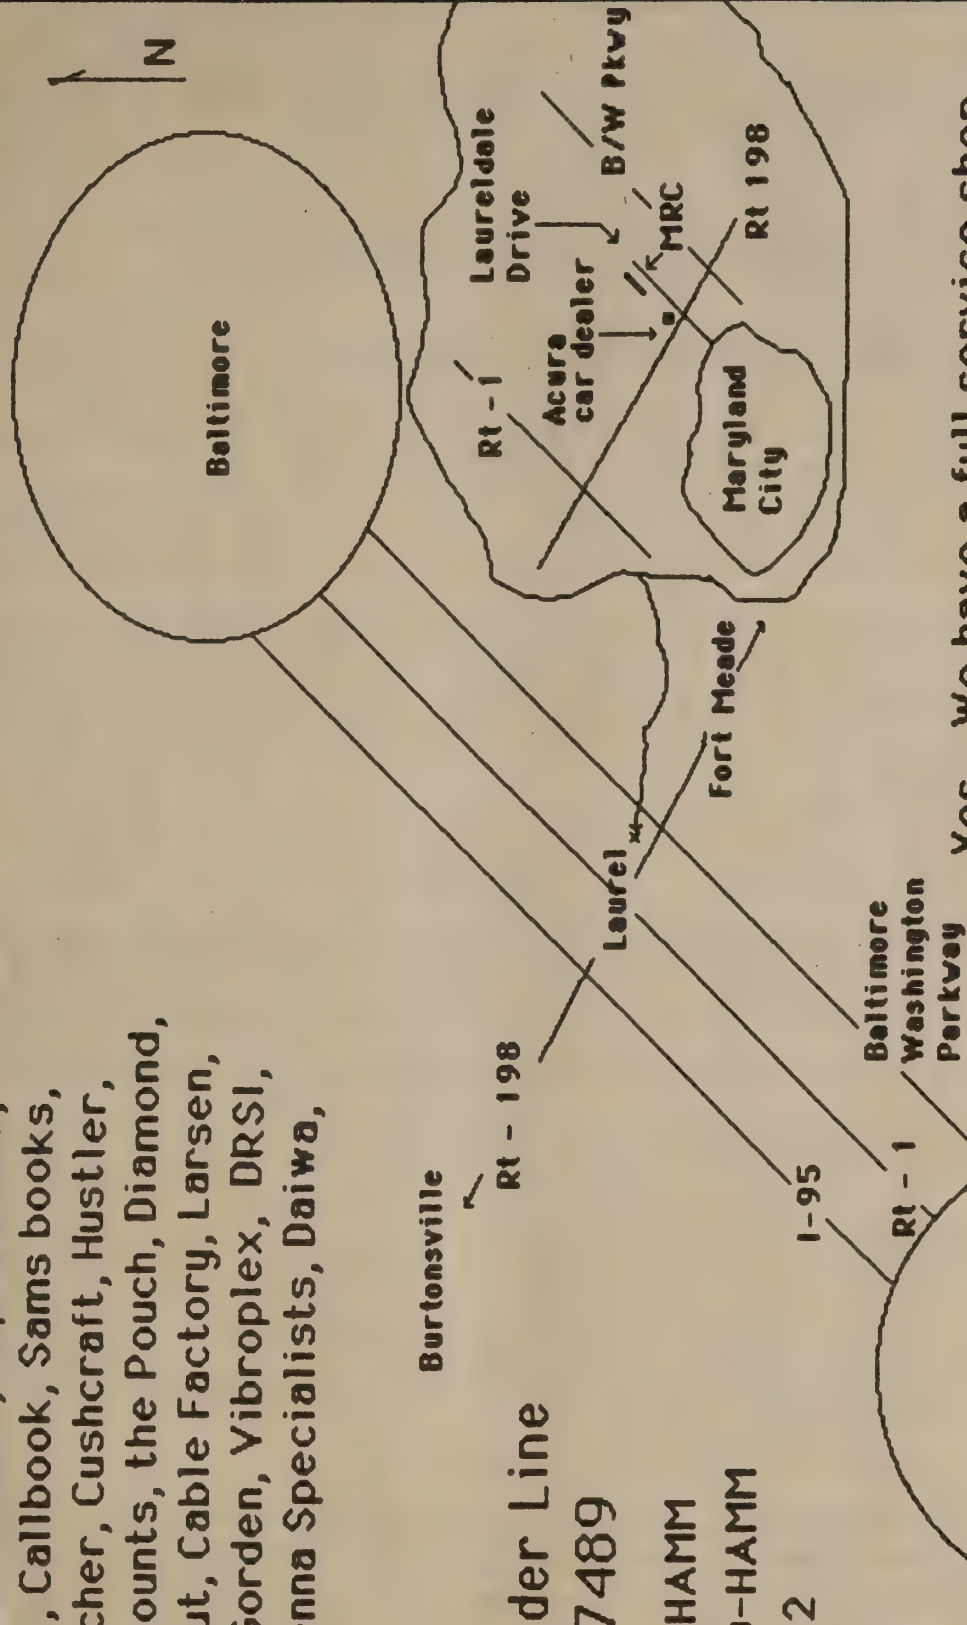 , Callbook, Sams books,
cher, Cushcraft, Hustler,
ounts, the Pouch, Diamond,
ut, Cable Factory, Larsen,
Gorden, Vibroplex, DRSI,
nna Specialists, Daiwa,
der Line
7489
HAMM
-HAMM
2
N
Baltimore
Burtonsville
Rt - 198
Laurel
Fort Meade
I-95
Rt - 1
Baltimore
Washington
Parkway
Laureldale
Drive
Rt - 1
Acura
car dealer
B/W Pkwy
MRC
Rt 198
Maryland
City
Yes We have a full service shop